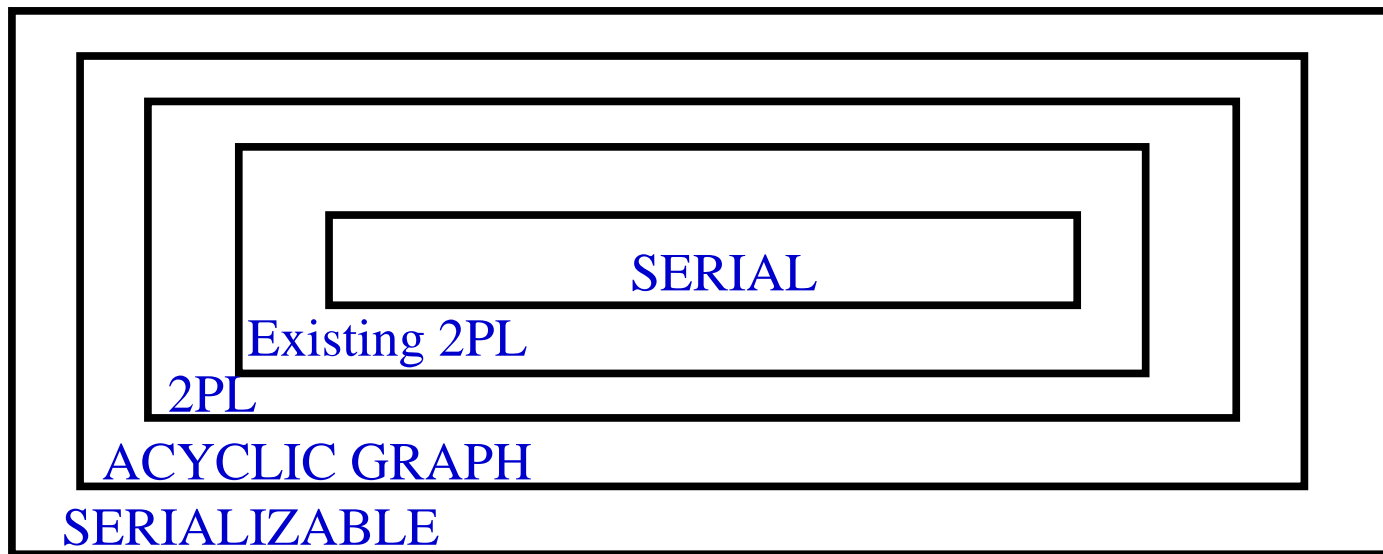 SERIAL
Existing 2PL
2PL
ACYCLIC GRAPH
SERIALIZABLE